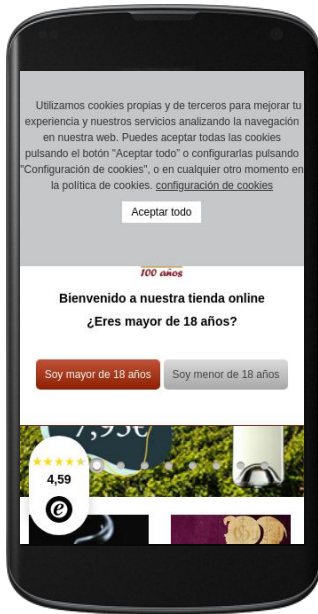 Utilizamos cookies propias y de terceros para mejorar tu
experiencia y nuestros servicios analizando la navegación
en nuestra web. Puedes aceptar todas las cookies
pulsando el botón "Aceptar todo" o configurarlas pulsando
"Configuración de cookies", o en cualquier otro momento en
la política de cookies. configuración de cookies
Aceptar todo
100 años
Bienvenido a nuestra tienda online
¿Eres mayor de 18 años?
Soy mayor de 18 años
Soy menor de 18 años
7,95€
4,59
e